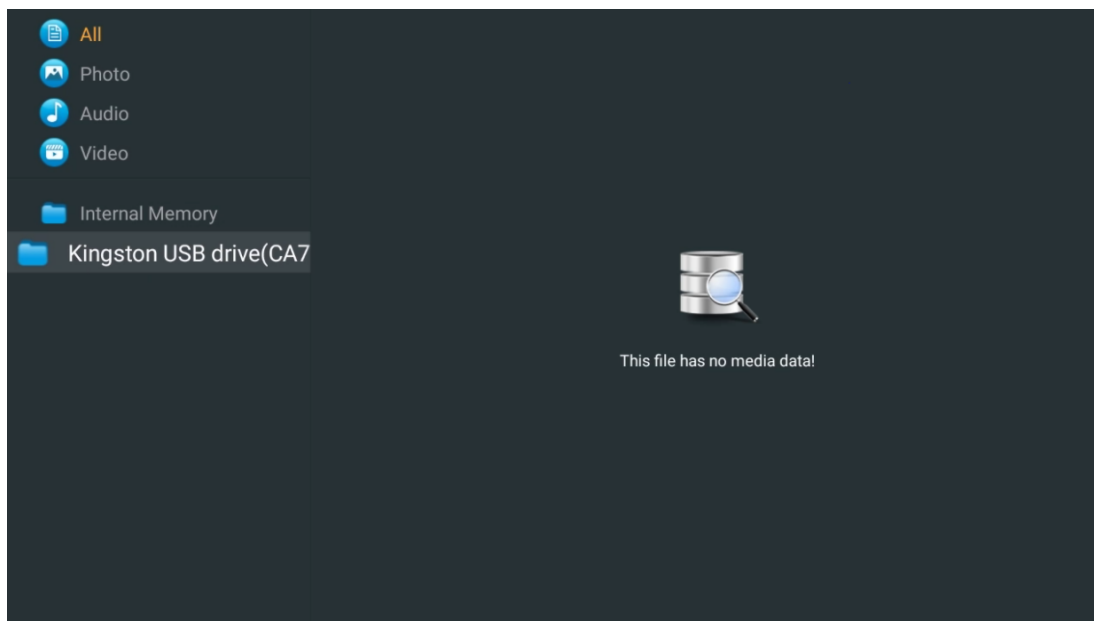 All
Photo
Audio
Video
Internal Memory
Kingston USB drive(CA7
This file has no media data!